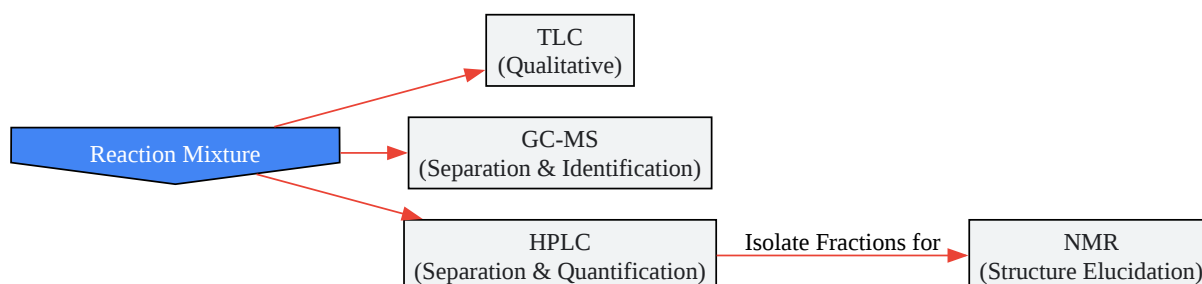 TLC
(Qualitative)
Reaction Mixture
GC-MS
(Separation & Identification)
HPLC
(Separation & Quantification)
Isolate Fractions for
NMR
(Structure Elucidation)